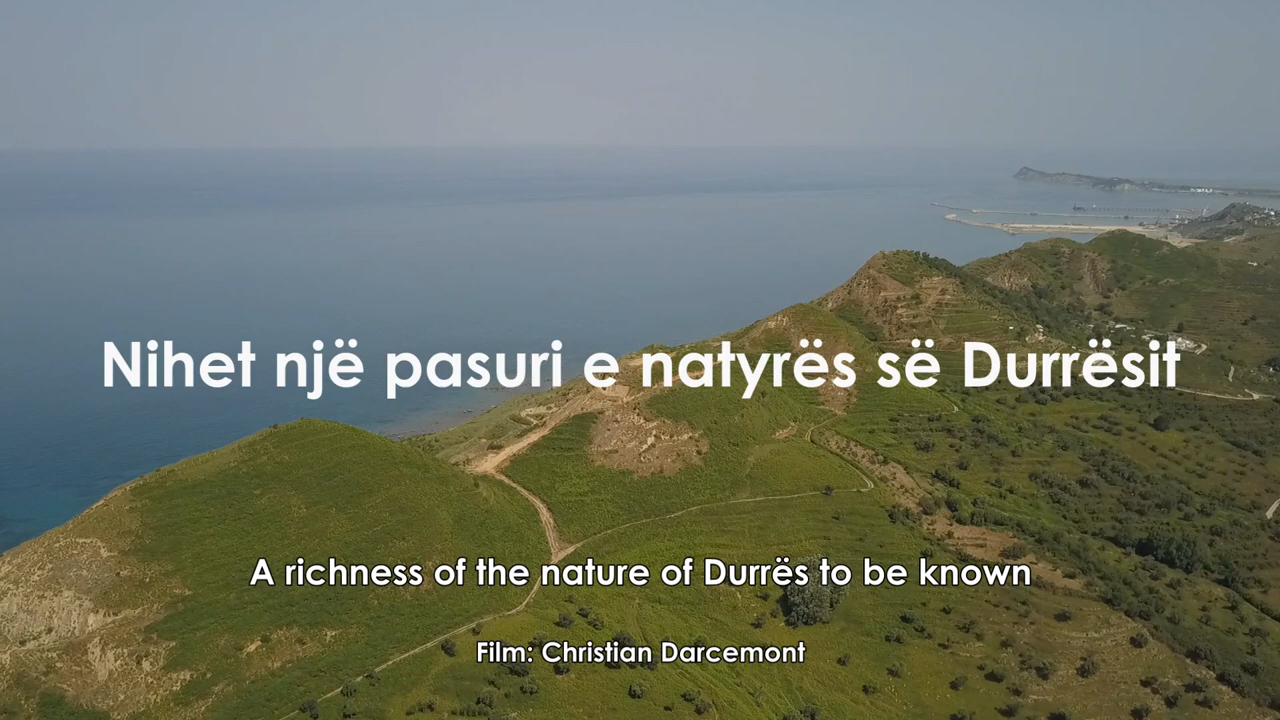 Nihet një pasuri e natyrës së Durrësit
A richness of the nature of Durrës to be known
Film: Christian Darcemont